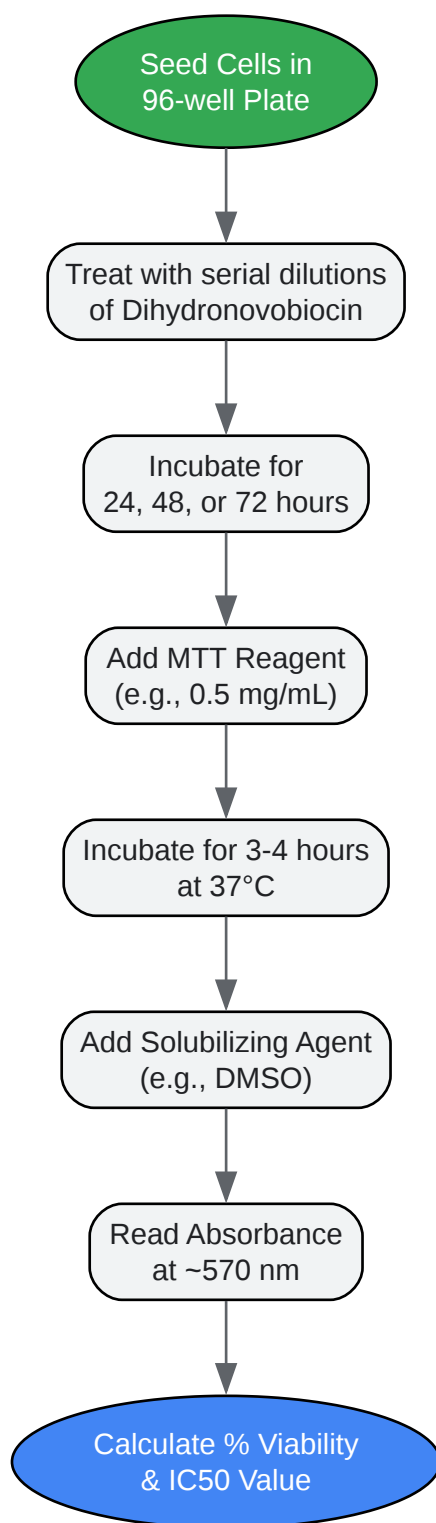 Seed Cells in
96-well Plate
Treat with serial dilutions
of Dihydronovobiocin
Incubate for
24, 48, or 72 hours
Add MTT Reagent
(e.g., 0.5 mg/mL)
Incubate for 3-4 hours
at 37°C
Add Solubilizing Agent
(e.g., DMSO)
Read Absorbance
at ~570 nm
Calculate % Viability
& IC50 Value